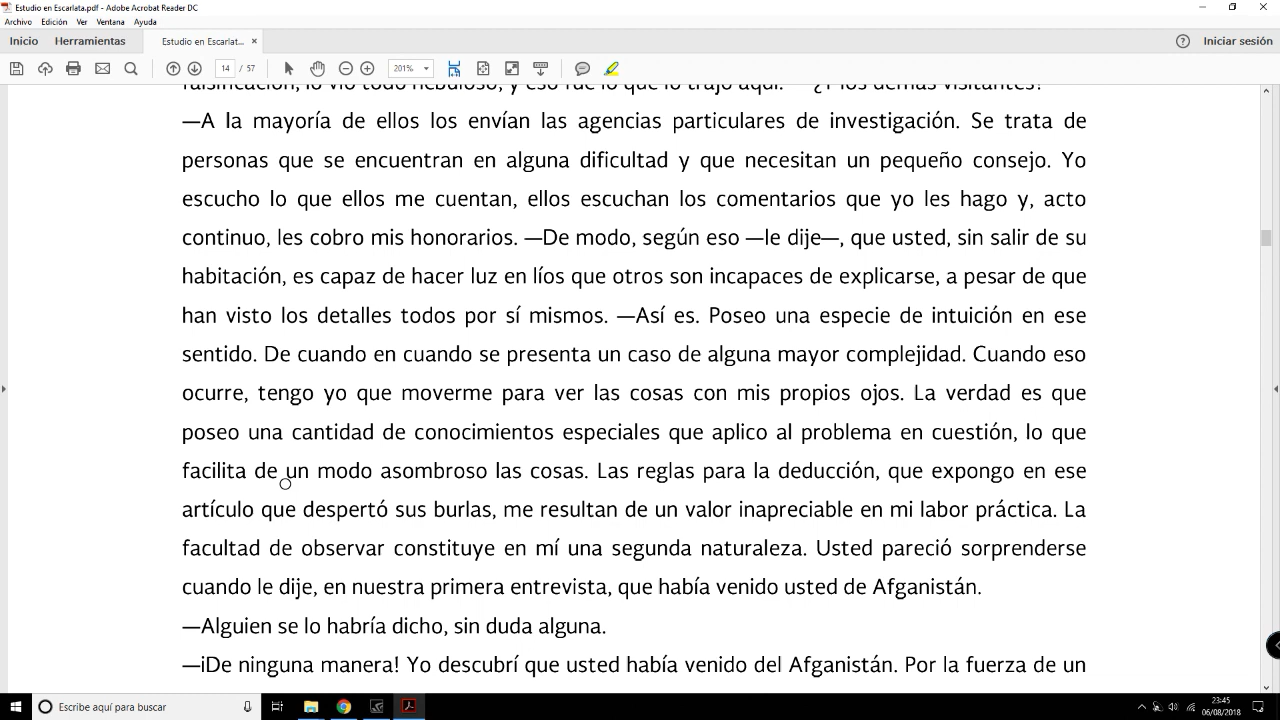 Estudio en Escarlata.pdf - Adobe Acrobat Reader DC
Archivo Edición Ver Ventana Ayuda
Inicio Herramientas Estudio en Escarlat... × Iniciar sesión
14 / 57 201%
falsificación, lo vio todo nebuloso, y eso fue lo que lo trajo aquí. — ¿Y los demás visitantes?
—A la mayoría de ellos los envían las agencias particulares de investigación. Se trata de
personas que se encuentran en alguna dificultad y que necesitan un pequeño consejo. Yo
escucho lo que ellos me cuentan, ellos escuchan los comentarios que yo les hago y, acto
continuo, les cobro mis honorarios. —De modo, según eso —le dije—, que usted, sin salir de su
habitación, es capaz de hacer luz en líos que otros son incapaces de explicarse, a pesar de que
han visto los detalles todos por sí mismos. —Así es. Poseo una especie de intuición en ese
sentido. De cuando en cuando se presenta un caso de alguna mayor complejidad. Cuando eso
ocurre, tengo yo que moverme para ver las cosas con mis propios ojos. La verdad es que
poseo una cantidad de conocimientos especiales que aplico al problema en cuestión, lo que
facilita de un modo asombroso las cosas. Las reglas para la deducción, que expongo en ese
artículo que despertó sus burlas, me resultan de un valor inapreciable en mi labor práctica. La
facultad de observar constituye en mí una segunda naturaleza. Usted pareció sorprenderse
cuando le dije, en nuestra primera entrevista, que había venido usted de Afganistán.
—Alguien se lo habría dicho, sin duda alguna.
—¡De ninguna manera! Yo descubrí que usted había venido del Afganistán. Por la fuerza de un
Escribe aquí para buscar
23:45
06/08/2018